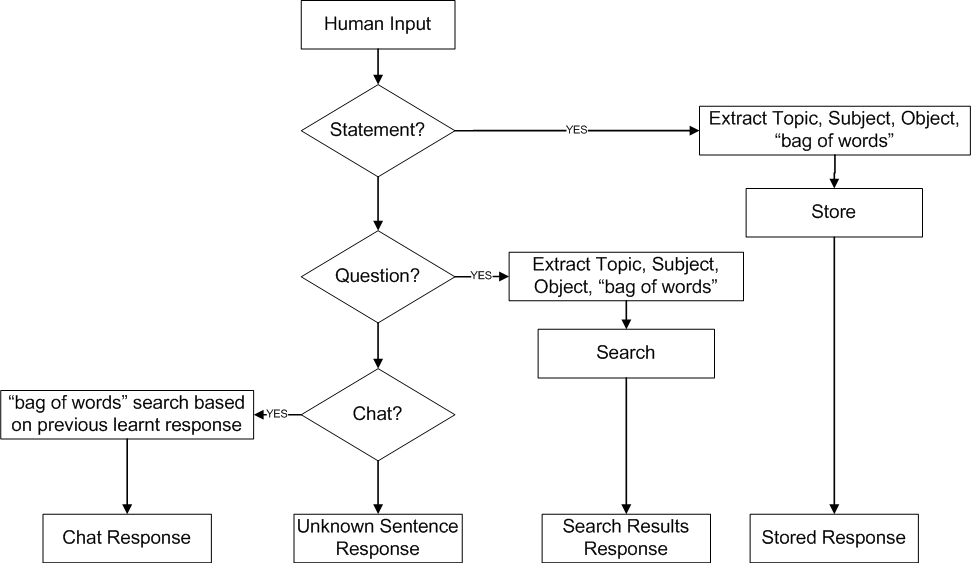 Human Input
Statement?
YES
Extract Topic, Subject, Object,
“bag of words”
Store
Question?
YES
Extract Topic, Subject,
Object, “bag of words”
Search
Chat?
YES
“bag of words” search based
on previous learnt response
Chat Response
Unknown Sentence
Response
Search Results
Response
Stored Response